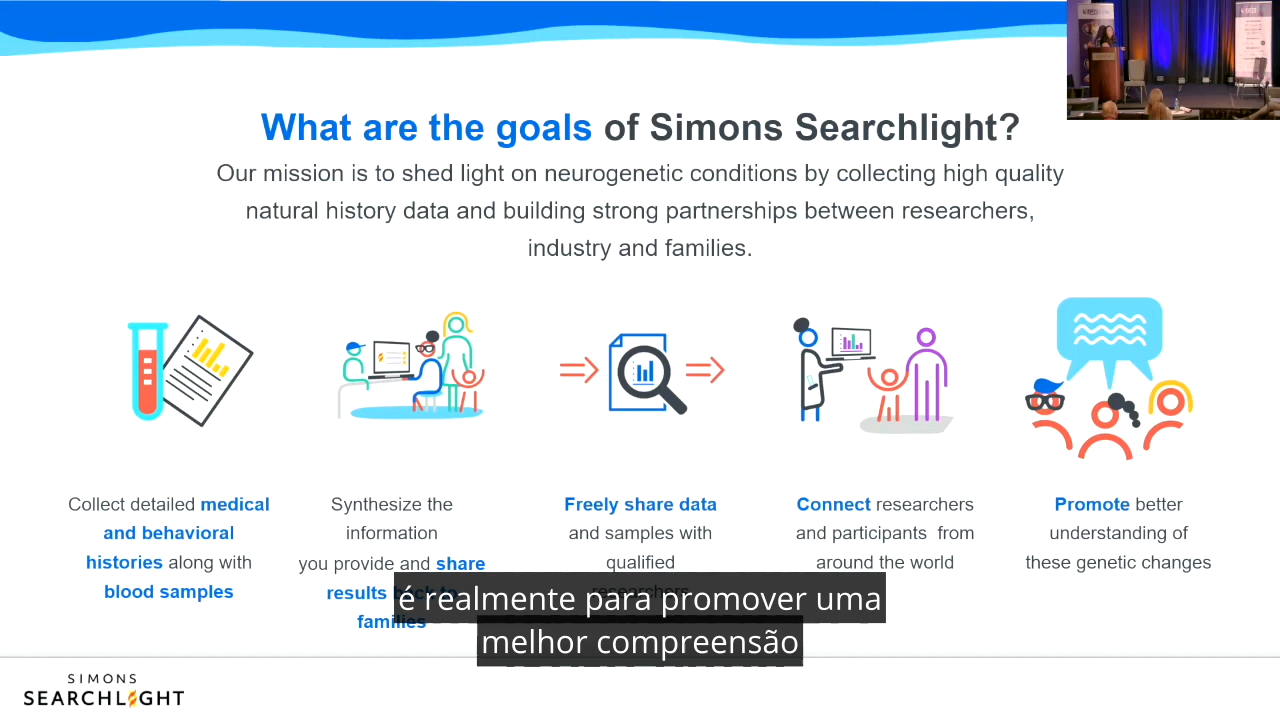 What are the goals of Simons Searchlight?
Our mission is to shed light on neurogenetic conditions by collecting high quality
natural history data and building strong partnerships between researchers,
industry and families.
Collect detailed medical
and behavioral
histories along with
blood samples
Synthesize the
information
you provide and share
results back to
families
Freely share data
and samples with
qualified
researchers
Connect researchers
and participants from
around the world
Promote better
understanding of
these genetic changes
é realmente para promover uma
melhor compreensão
SIMONS
SEARCHLIGHT